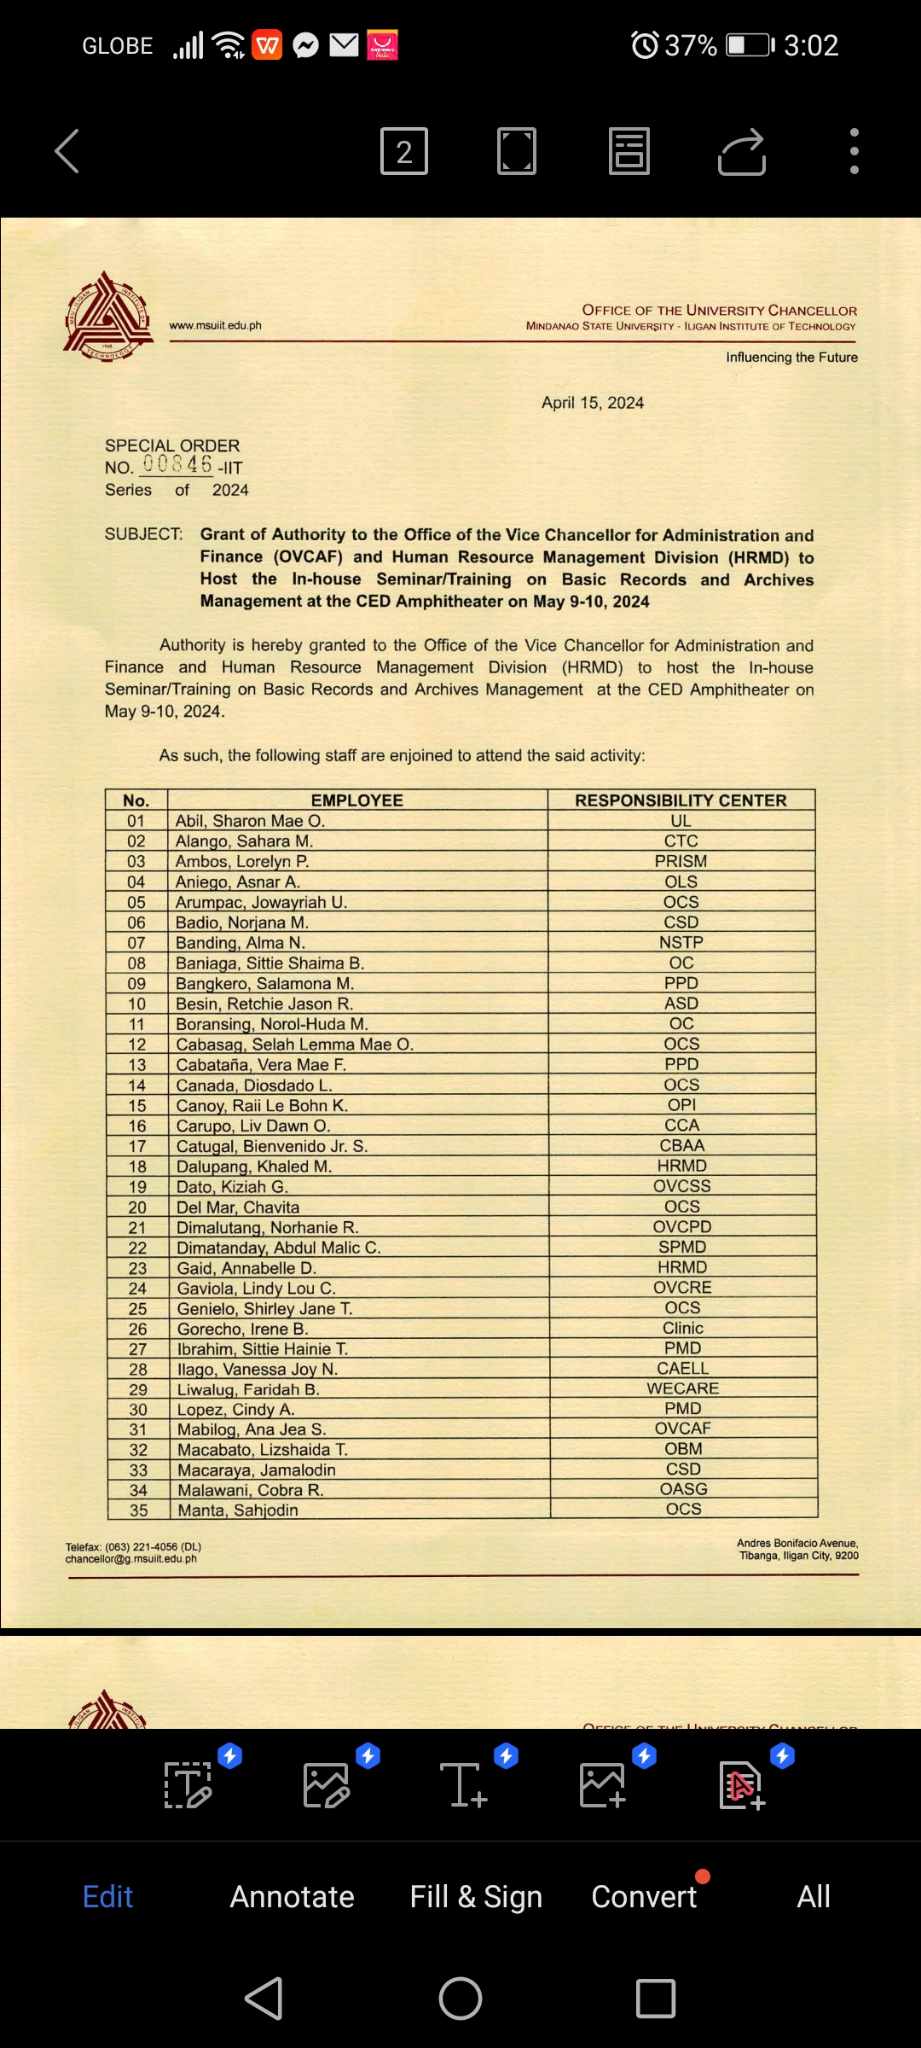 GLOBE 37% 3:02
2
www.msuiit.edu.ph
OFFICE OF THE UNIVERSITY CHANCELLOR
MINDANAO STATE UNIVERSITY - ILIGAN INSTITUTE OF TECHNOLOGY
Influencing the Future
April 15, 2024
SPECIAL ORDER
NO. 00846 -IIT
Series of 2024
SUBJECT: Grant of Authority to the Office of the Vice Chancellor for Administration and
Finance (OVCAF) and Human Resource Management Division (HRMD) to
Host the In-house Seminar/Training on Basic Records and Archives
Management at the CED Amphitheater on May 9-10, 2024
Authority is hereby granted to the Office of the Vice Chancellor for Administration and
Finance and Human Resource Management Division (HRMD) to host the In-house
Seminar/Training on Basic Records and Archives Management at the CED Amphitheater on
May 9-10, 2024.
As such, the following staff are enjoined to attend the said activity:
No. EMPLOYEE RESPONSIBILITY CENTER
01 Abil, Sharon Mae O. UL
02 Alango, Sahara M. CTC
03 Ambos, Lorelyn P. PRISM
04 Aniego, Asnar A. OLS
05 Arumpac, Jowayriah U. OCS
06 Badio, Norjana M. CSD
07 Banding, Alma N. NSTP
08 Baniaga, Sittie Shaima B. OC
09 Bangkero, Salamona M. PPD
10 Besin, Retchie Jason R. ASD
11 Boransing, Norol-Huda M. OC
12 Cabasag, Selah Lemma Mae O. OCS
13 Cabataña, Vera Mae F. PPD
14 Canada, Diosdado L. OCS
15 Canoy, Raii Le Bohn K. OPI
16 Carupo, Liv Dawn O. CCA
17 Catugal, Bienvenido Jr. S. CBAA
18 Dalupang, Khaled M. HRMD
19 Dato, Kiziah G. OVCSS
20 Del Mar, Chavita OCS
21 Dimalutang, Norhanie R. OVCPD
22 Dimatanday, Abdul Malic C. SPMD
23 Gaid, Annabelle D. HRMD
24 Gaviola, Lindy Lou C. OVCRE
25 Genielo, Shirley Jane T. OCS
26 Gorecho, Irene B. Clinic
27 Ibrahim, Sittie Hainie T. PMD
28 Ilago, Vanessa Joy N. CAELL
29 Liwalug, Faridah B. WECARE
30 Lopez, Cindy A. PMD
31 Mabilog, Ana Jea S. OVCAF
32 Macabato, Lizshaida T. OBM
33 Macaraya, Jamalodin CSD
34 Malawani, Cobra R. OASG
35 Manta, Sahjodin OCS
Telefax: (063) 221-4056 (DL)
chancellor@g.msuiit.edu.ph
Andres Bonifacio Avenue,
Tibanga, Iligan City, 9200
OFFICE OF THE UNIVERSITY CHANCELLOR
Edit Annotate Fill & Sign Convert All